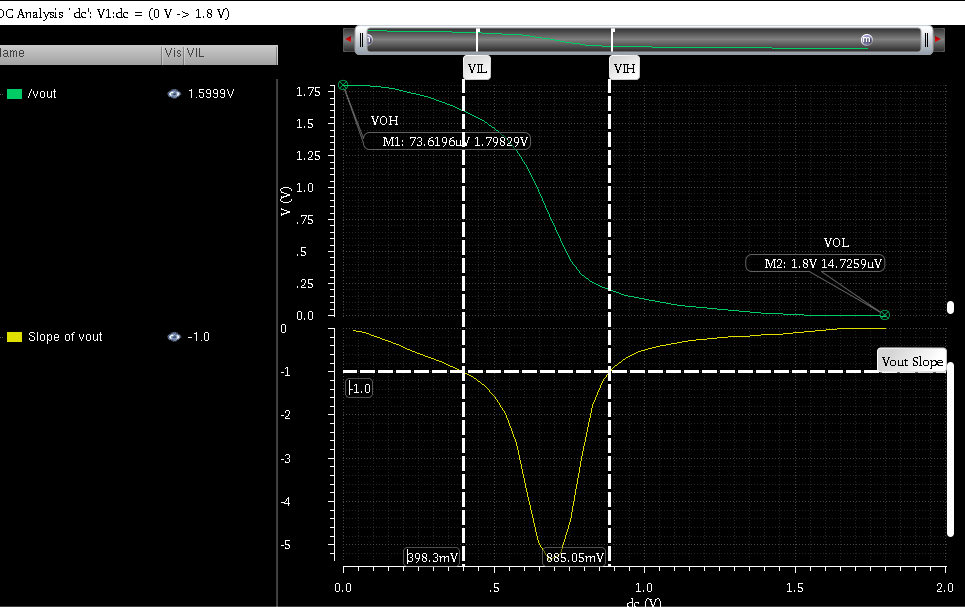 DC Analysis `dc': V1:dc = (0 V -> 1.8 V)
Name Vis VIL
/vout 1.5999V
Slope of vout -1.0
m m
VIL VIH
VOH
M1: 73.6196uV 1.79829V
VOL
M2: 1.8V 14.7259uV
V (V)
1.75
1.5
1.25
1.0
.75
.5
.25
0.0
0
-1
-2
-3
-4
-5
Vout Slope
-1.0
398.3mV 885.05mV
0.0 .5 1.0 1.5 2.0
dc (V)